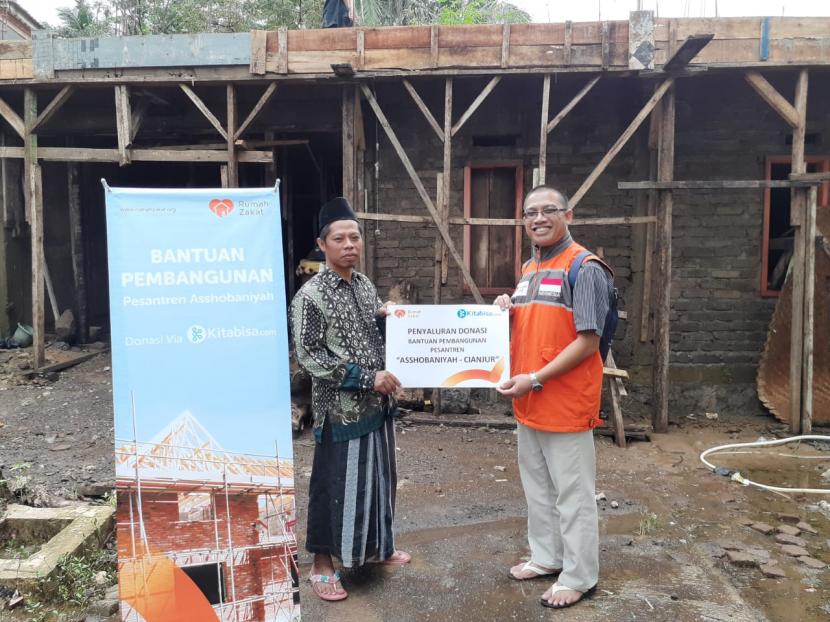 www.rumahzakat.org
Rumah
Zakat
BANTUAN
PEMBANGUNAN
Pesantren Asshobaniyah
Donasi Via Kitabisa.com
Rumah
Zakat
Kitabisa.com
PENYALURAN DONASI
BANTUAN PEMBANGUNAN
PESANTREN
"ASSHOBANIYAH - CIANJUR"